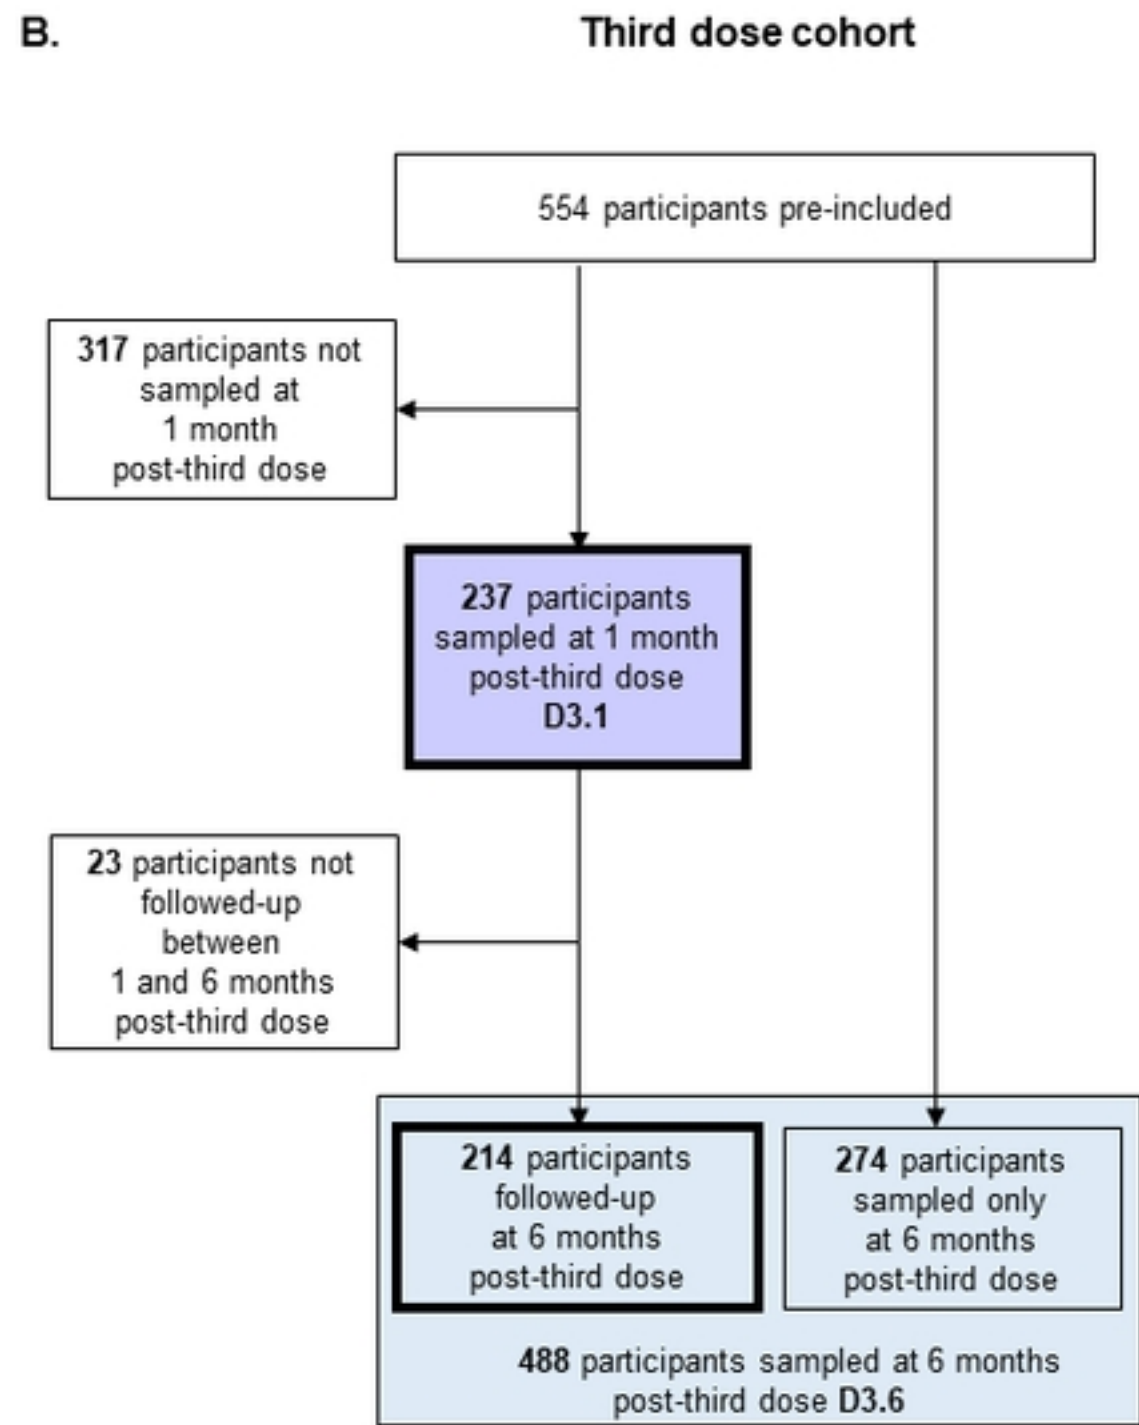 B.
Third dose cohort
554 participants pre-included
317 participants not
sampled at
1 month
post-third dose
237 participants
sampled at 1 month
post-third dose
D3.1
23 participants not
followed-up
between
1 and 6 months
post-third dose
214 participants
followed-up
at 6 months
post-third dose
274 participants
sampled only
at 6 months
post-third dose
488 participants sampled at 6 months
post-third dose D3.6